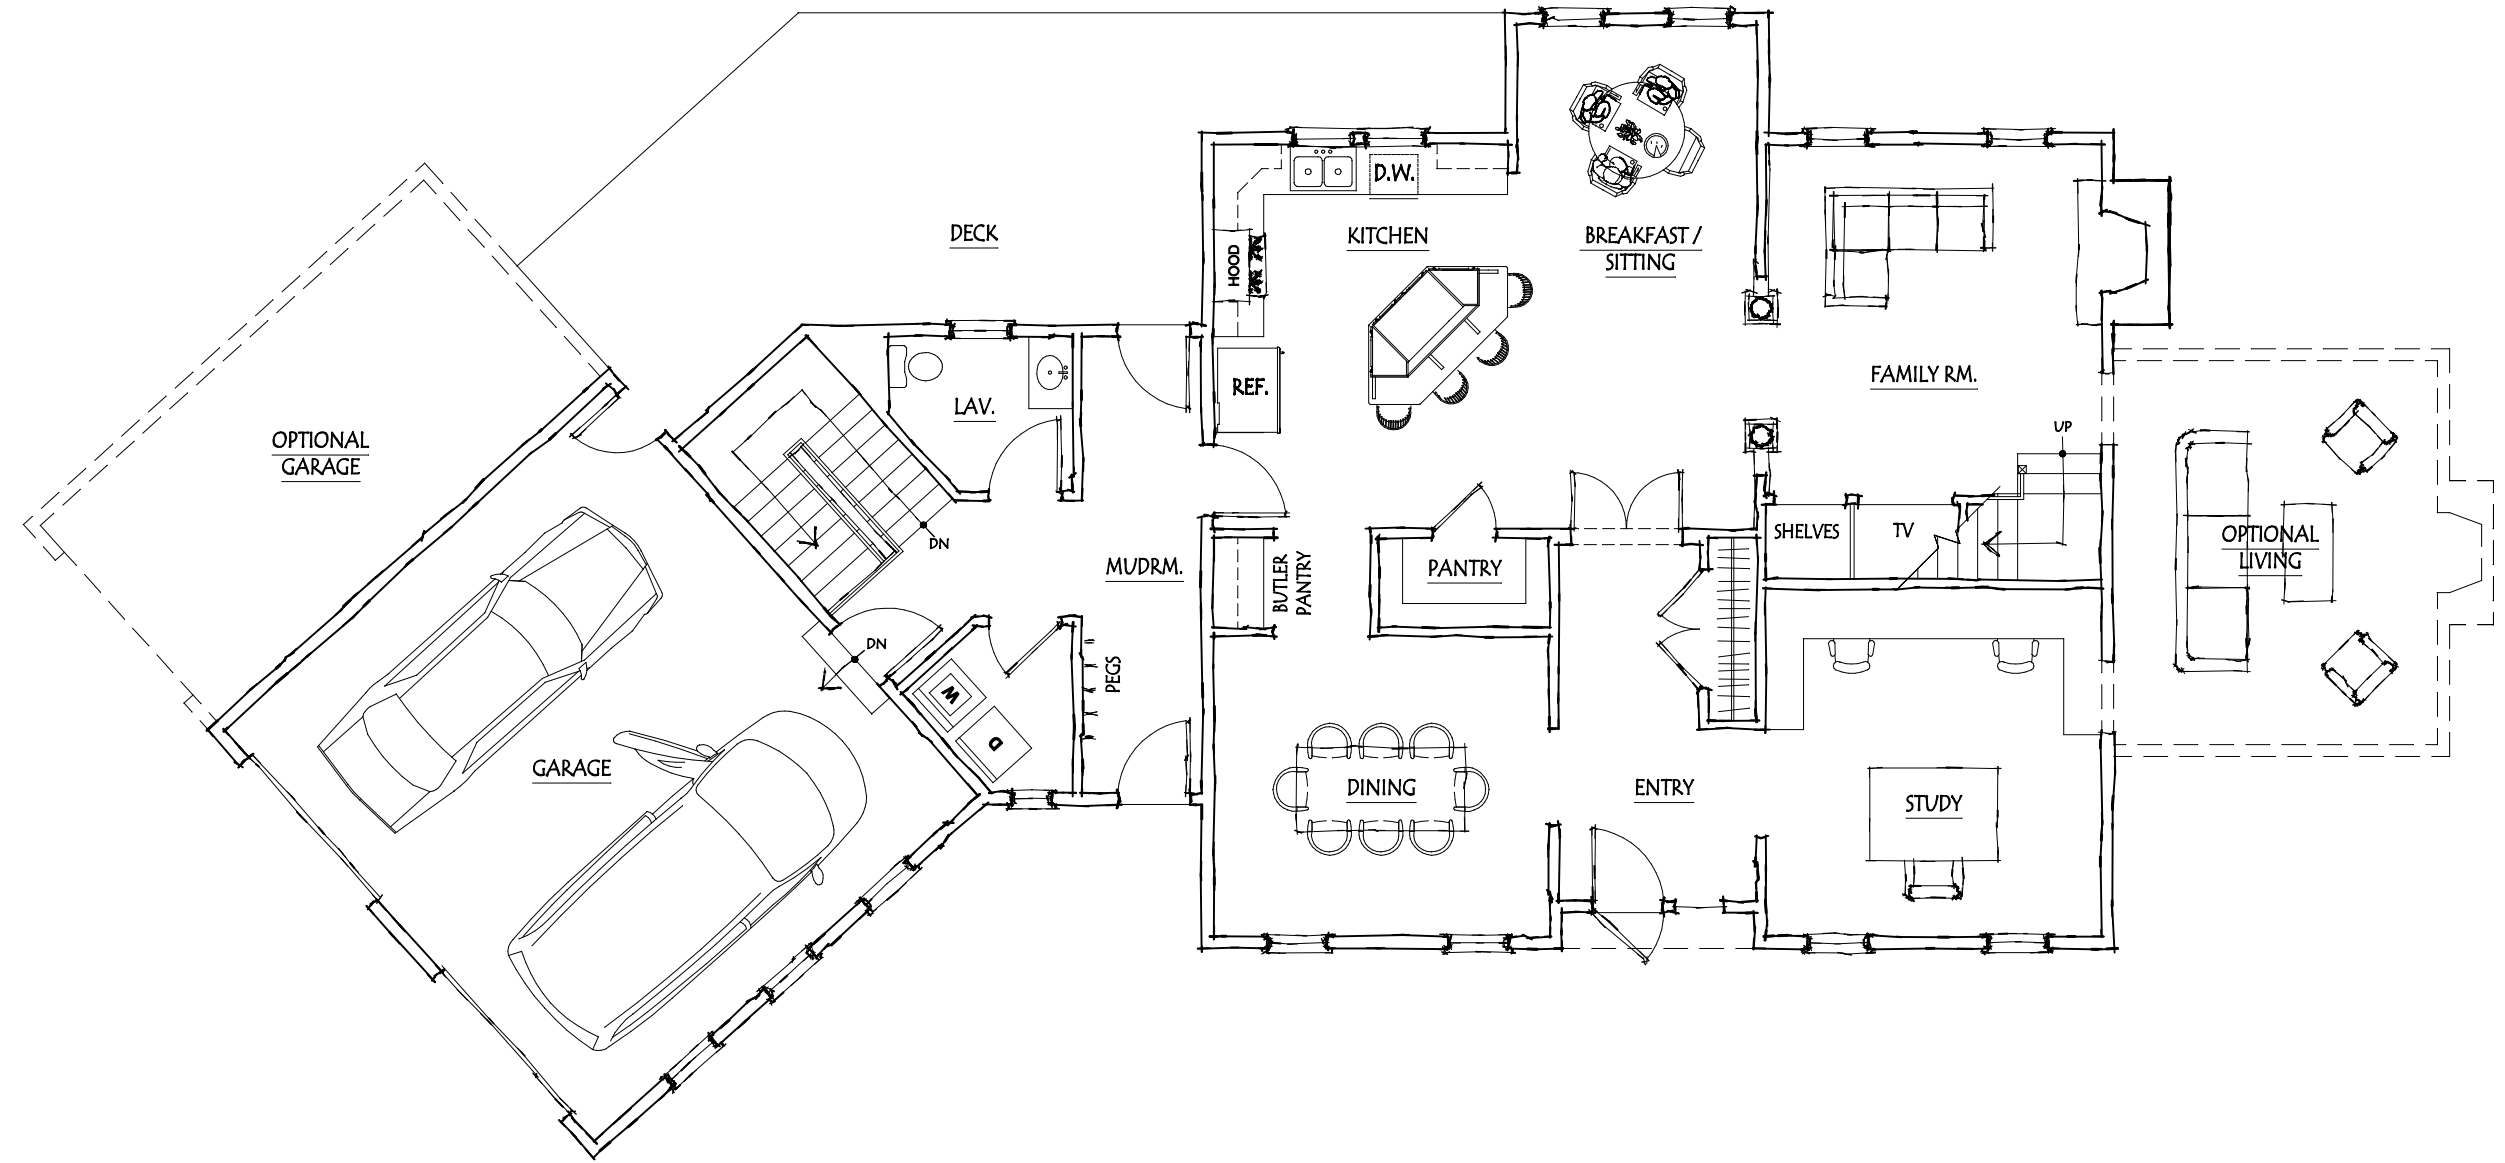 D.W.
DECK
KITCHEN
BREAKFAST /
SITTING
HOOD
FAMILY RM.
REF.
LAV.
UP
OPTIONAL
GARAGE
SHELVES
TV
DN
OPTIONAL
LIVING
MUDRM.
BUTLER
PANTRY
PANTRY
DN
PEGS
W
D
GARAGE
DINING
ENTRY
STUDY